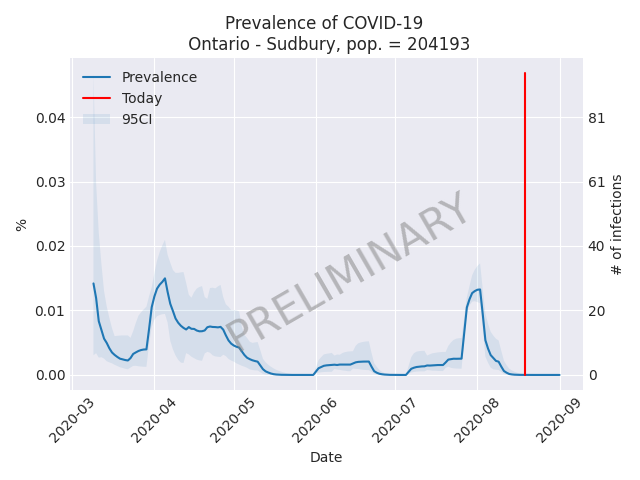 Prevalence of COVID-19
Ontario - Sudbury, pop. = 204193
Prevalence
Today
95CI
0.04
0.03
0.02
0.01
0.00
81
61
40
20
0
%
# of infections
PRELIMINARY
2020-03
2020-04
2020-05
2020-06
2020-07
2020-08
2020-09
Date